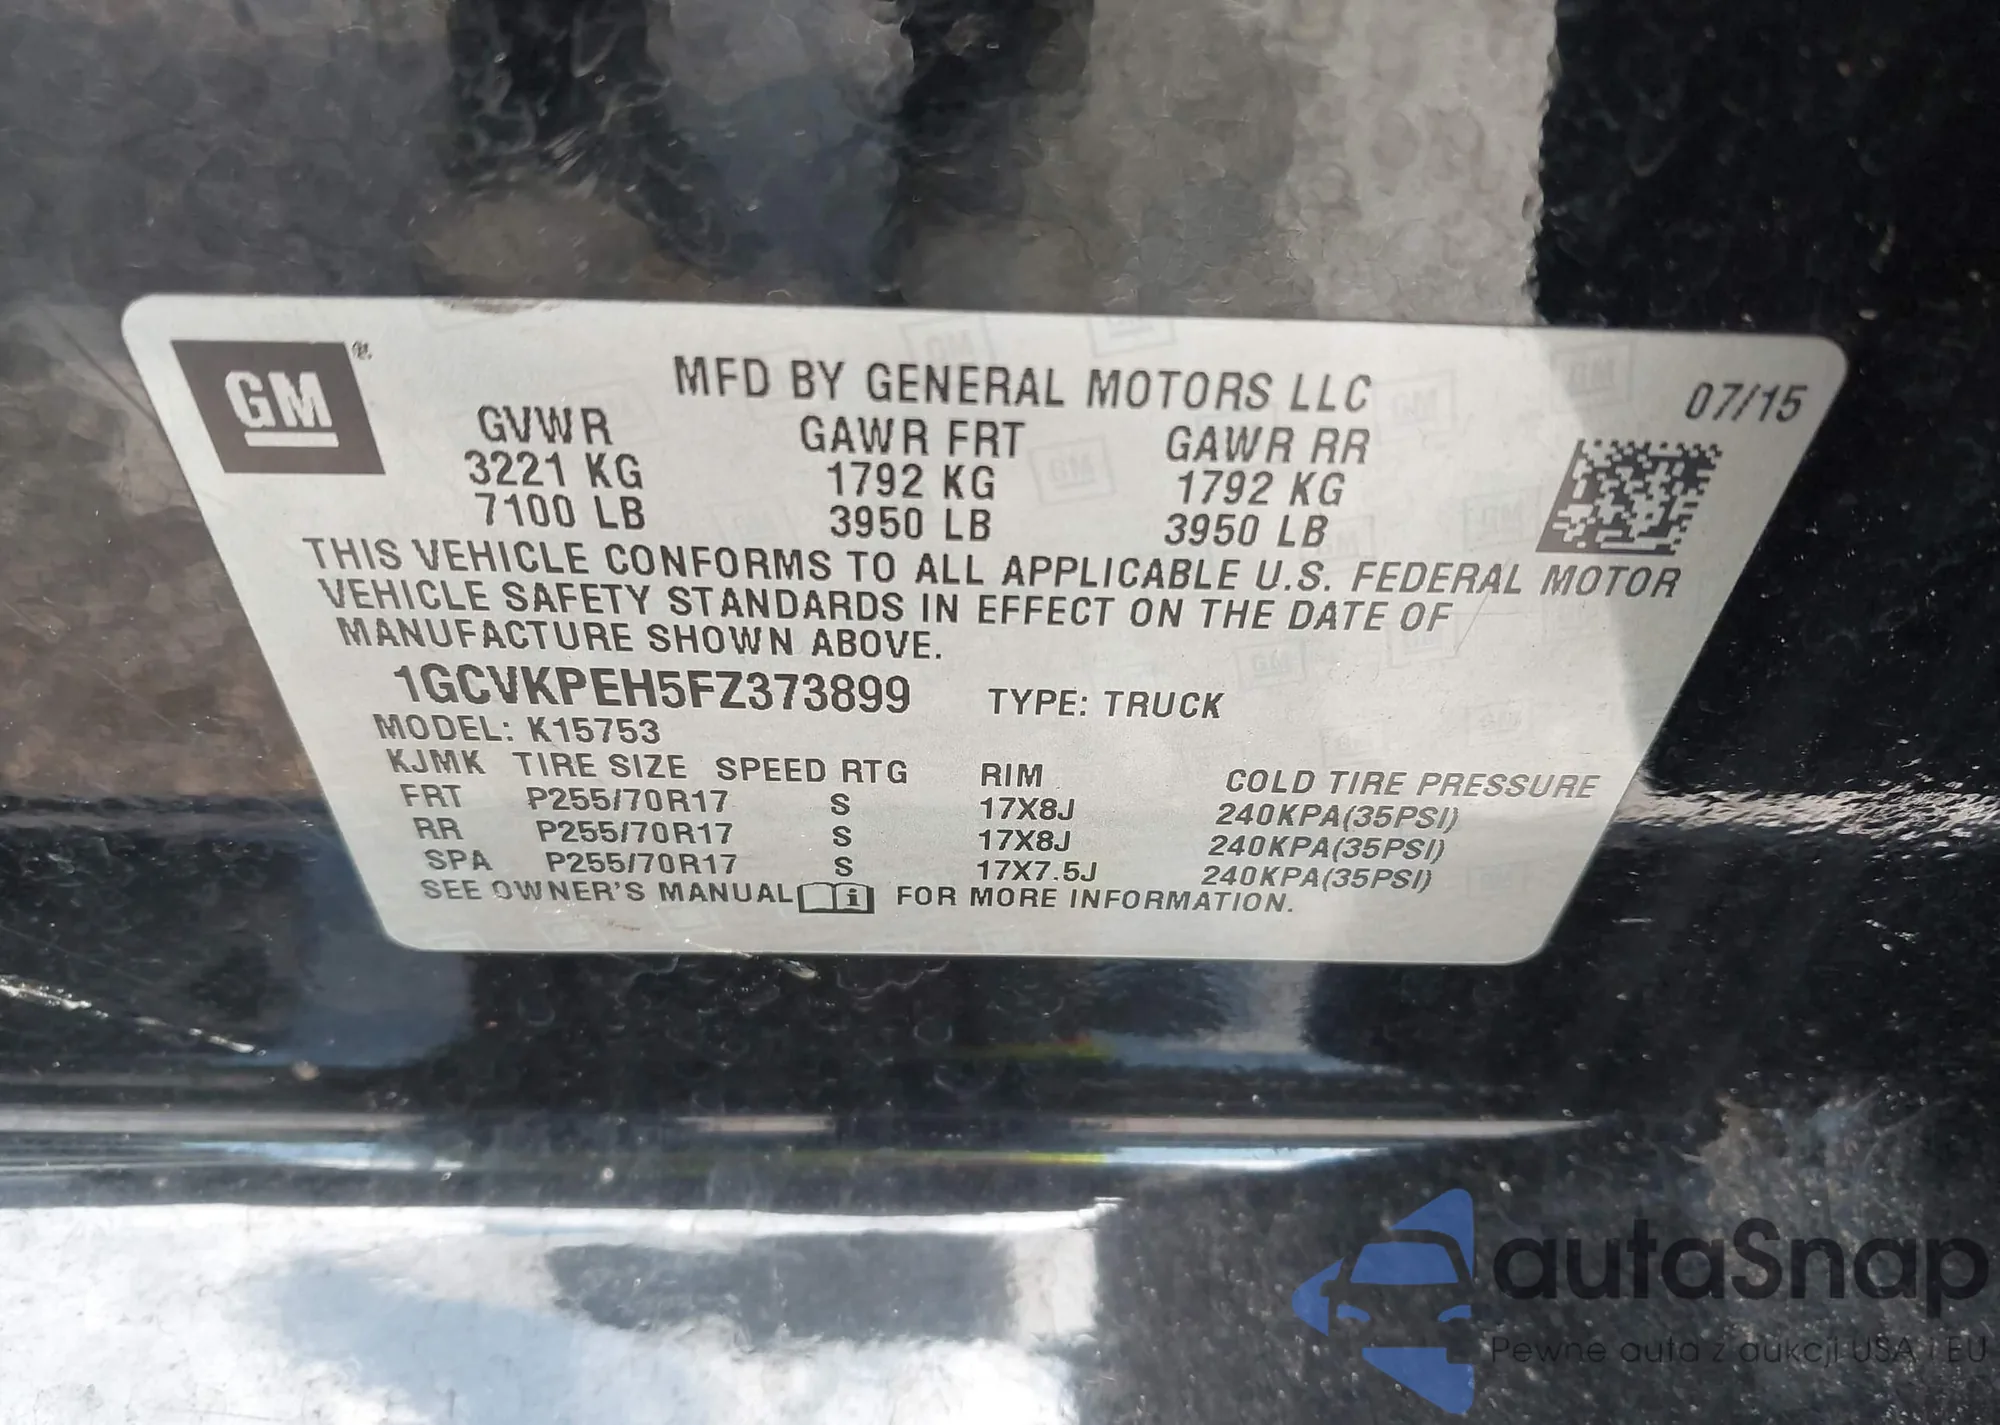 GM ®
MFD BY GENERAL MOTORS LLC
07/15
GVWR GAWR FRT GAWR RR
3221 KG 1792 KG 1792 KG
7100 LB 3950 LB 3950 LB
THIS VEHICLE CONFORMS TO ALL APPLICABLE U.S. FEDERAL MOTOR
VEHICLE SAFETY STANDARDS IN EFFECT ON THE DATE OF
MANUFACTURE SHOWN ABOVE.
1GCVKPEH5FZ373899 TYPE: TRUCK
MODEL: K15753
KJMK TIRE SIZE SPEED RTG RIM COLD TIRE PRESSURE
FRT P255/70R17 S 17X8J 240KPA(35PSI)
RR P255/70R17 S 17X8J 240KPA(35PSI)
SPA P255/70R17 S 17X7.5J 240KPA(35PSI)
SEE OWNER'S MANUAL i FOR MORE INFORMATION.
autaSnap
Pewne auta z aukcji USA i EU